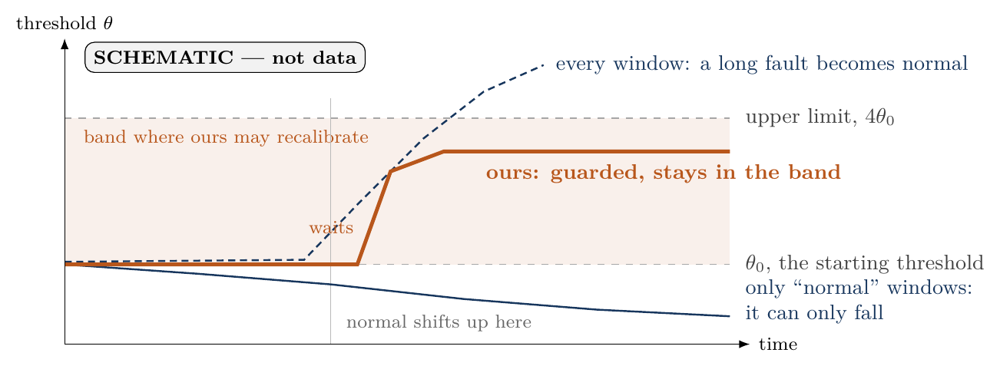 threshold θ
SCHEMATIC — not data
every window: a long fault becomes normal
upper limit, 4θ₀
band where ours may recalibrate
ours: guarded, stays in the band
waits
θ₀, the starting threshold
only “normal” windows:
it can only fall
normal shifts up here
time